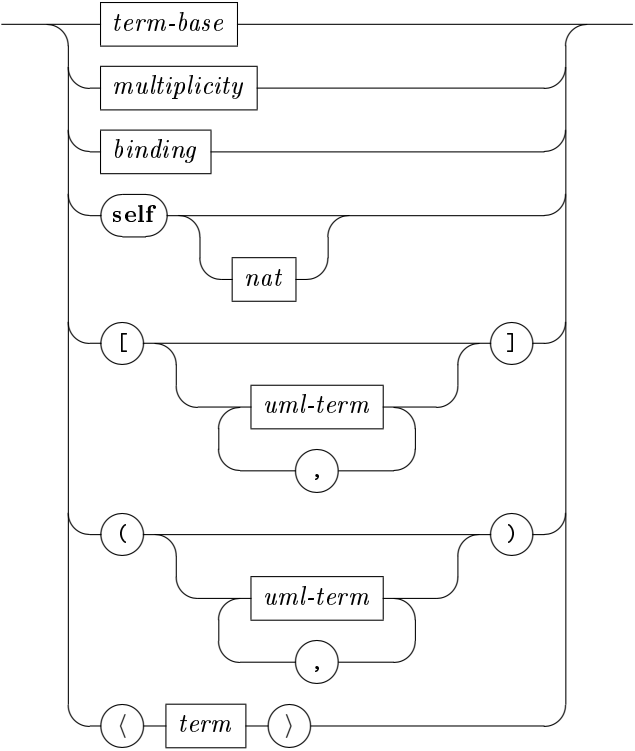 term-base
multiplicity
binding
self
nat
[ ]
uml-term
,
( )
uml-term
,
⟨ term ⟩